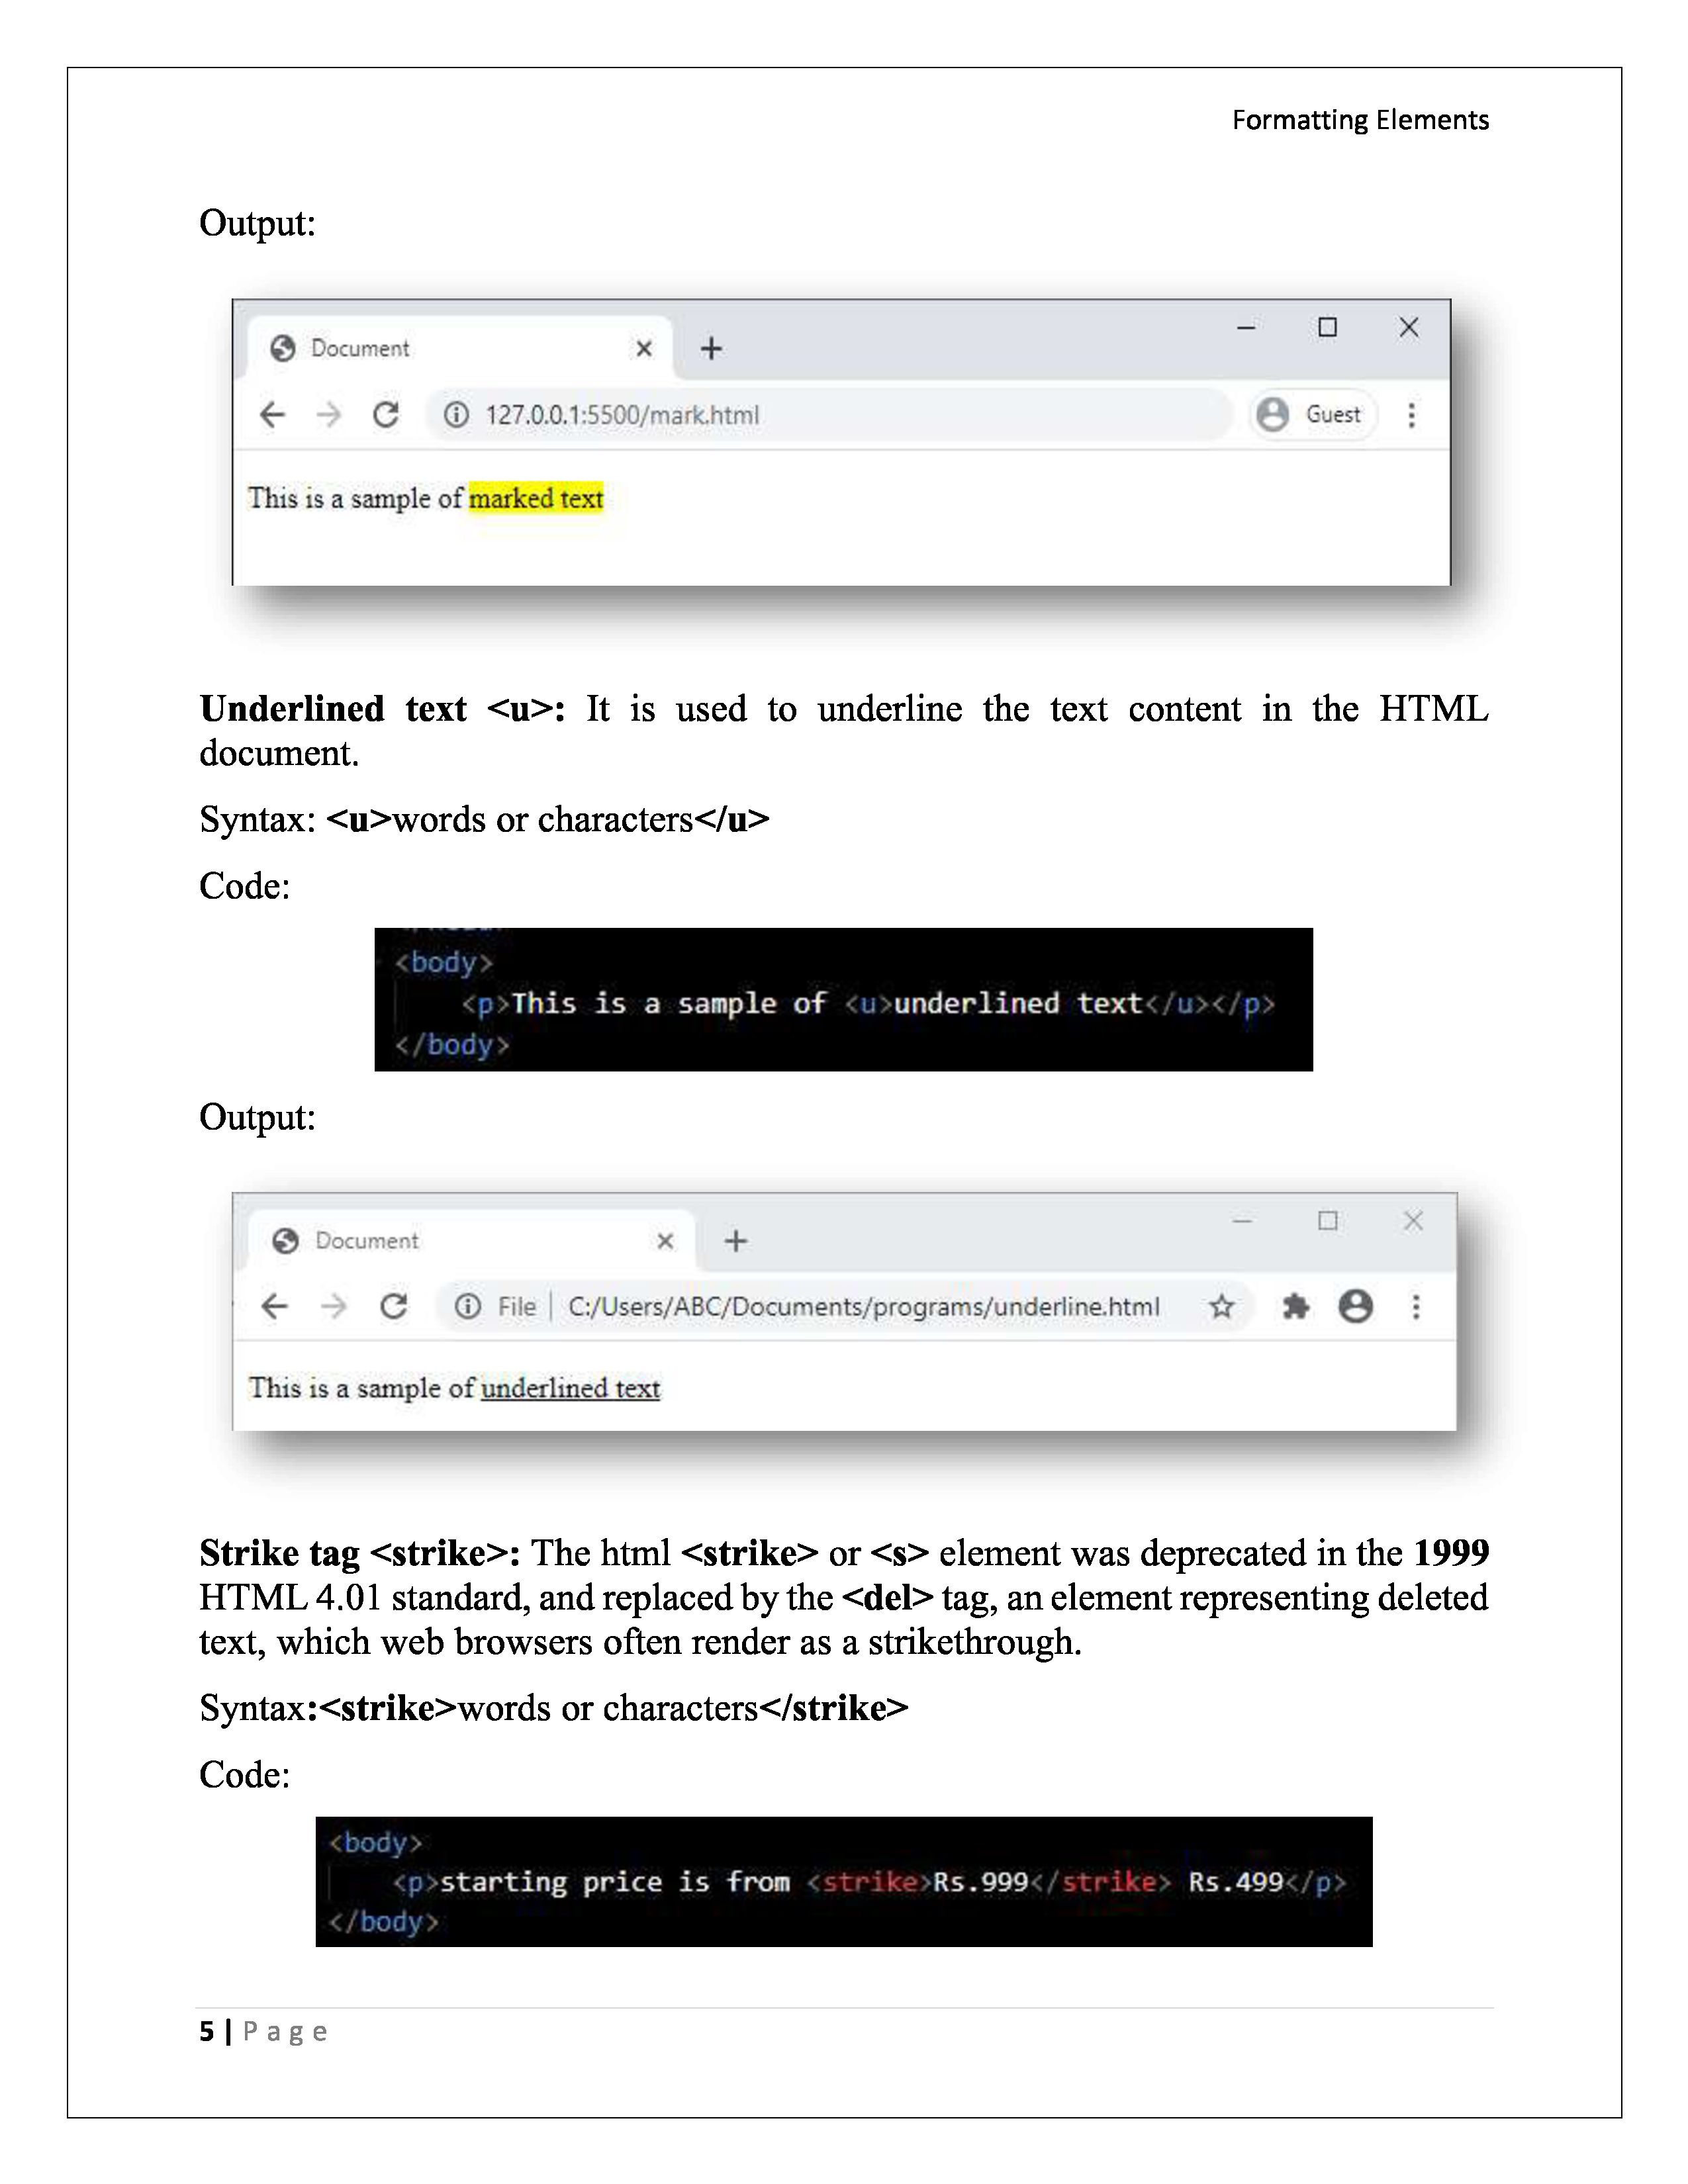 Formatting Elements
Output:
Document
127.0.0.1:5500/mark.html
Guest
This is a sample of marked text
Underlined text <u>: It is used to underline the text content in the HTML
document.
Syntax: <u>words or characters</u>
Code:
<body>
<p>This is a sample of <u>underlined text</u></p>
</body>
Output:
Document
File | C:/Users/ABC/Documents/programs/underline.html
This is a sample of underlined text
Strike tag <strike>: The html <strike> or <s> element was deprecated in the 1999
HTML 4.01 standard, and replaced by the <del> tag, an element representing deleted
text, which web browsers often render as a strikethrough.
Syntax:<strike>words or characters</strike>
Code:
<body>
<p>starting price is from <strike>Rs.999</strike> Rs.499</p>
</body>
5 | Page